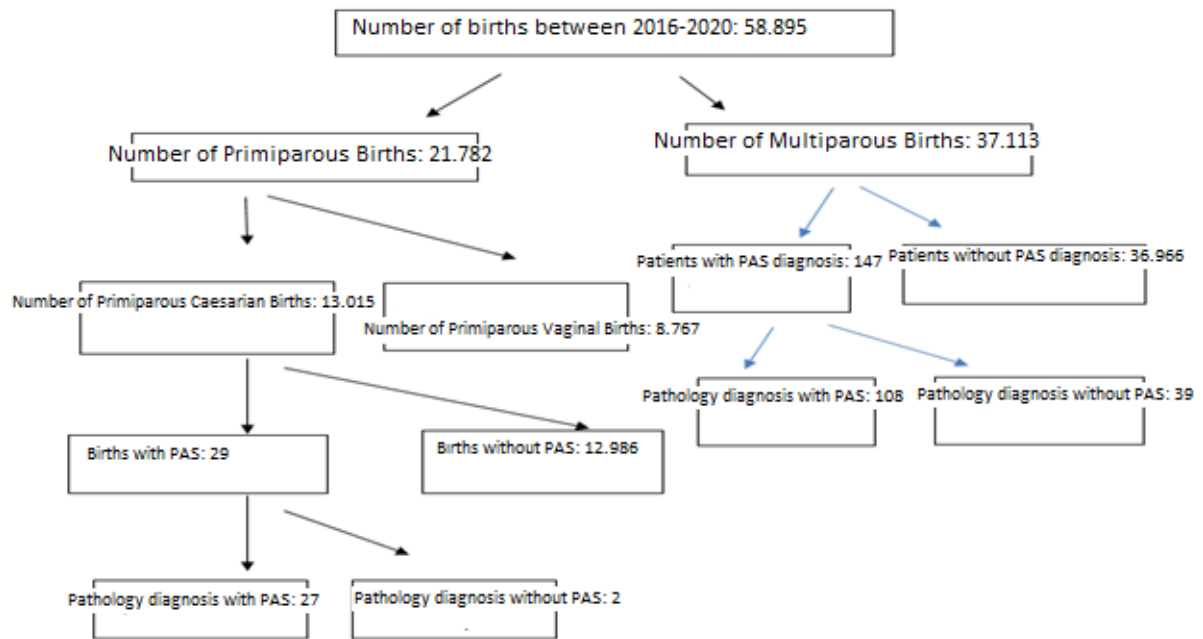 Number of births between 2016-2020: 58.895
Number of Primiparous Births: 21.782
Number of Multiparous Births: 37.113
Patients with PAS diagnosis: 147
Patients without PAS diagnosis: 36.966
Number of Primiparous Caesarian Births: 13.015
Number of Primiparous Vaginal Births: 8.767
Pathology diagnosis with PAS: 108
Pathology diagnosis without PAS: 39
Births with PAS: 29
Births without PAS: 12.986
Pathology diagnosis with PAS: 27
Pathology diagnosis without PAS: 2